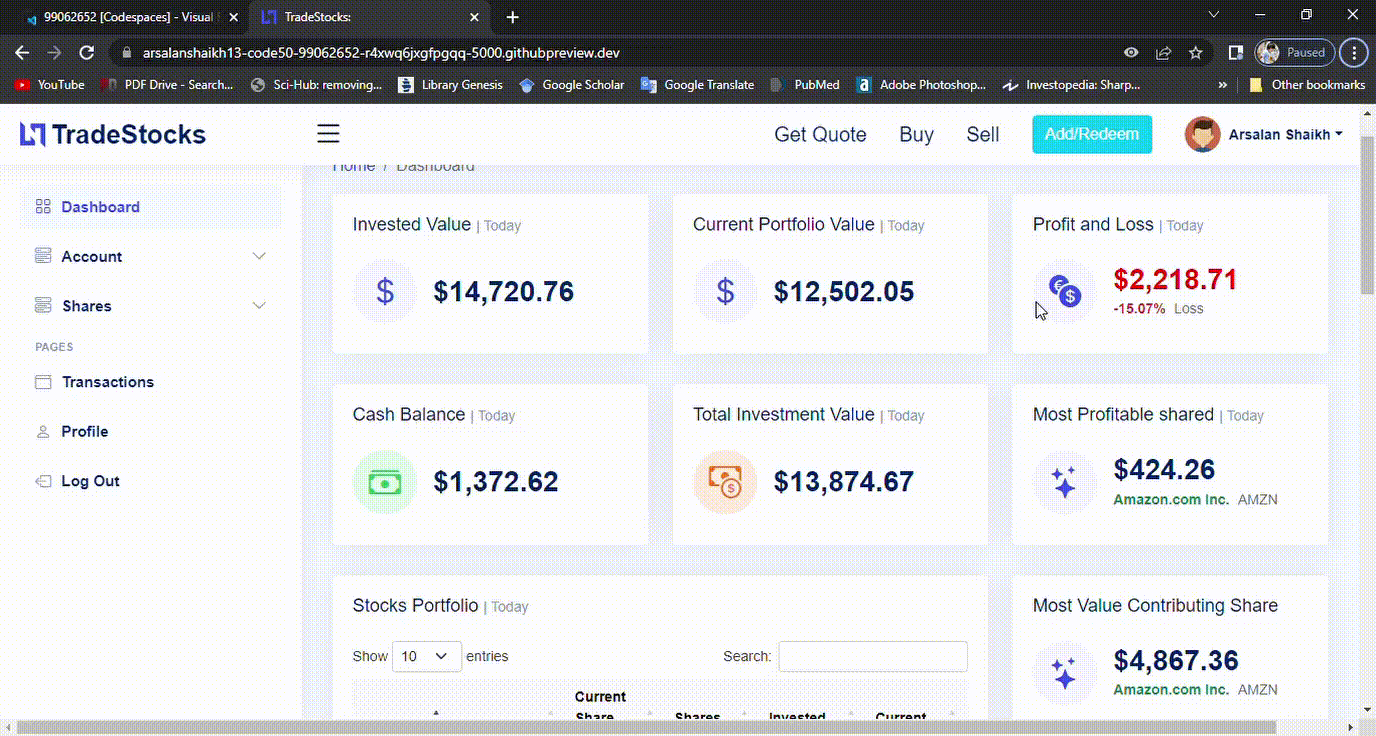 99062652 [Codespaces] - Visual
TradeStocks:
arsalanshaikh13-code50-99062652-r4xwq6jxgfpgqq-5000.githubpreview.dev
Paused
YouTube
PDF Drive - Search...
Sci-Hub: removing...
Library Genesis
Google Scholar
Google Translate
PubMed
Adobe Photoshop...
Investopedia: Sharp...
»
Other bookmarks
TradeStocks
Get Quote
Buy
Sell
Add/Redeem
Arsalan Shaikh
Home / Dashboard
Dashboard
Account
Shares
PAGES
Transactions
Profile
Log Out
Invested Value | Today
$14,720.76
Current Portfolio Value | Today
$12,502.05
Profit and Loss | Today
$2,218.71
-15.07% Loss
Cash Balance | Today
$1,372.62
Total Investment Value | Today
$13,874.67
Most Profitable shared | Today
$424.26
Amazon.com Inc. AMZN
Stocks Portfolio | Today
Show 10 entries
Search:
Current
Share
Shares
Invested
Current
Most Value Contributing Share
$4,867.36
Amazon.com Inc. AMZN